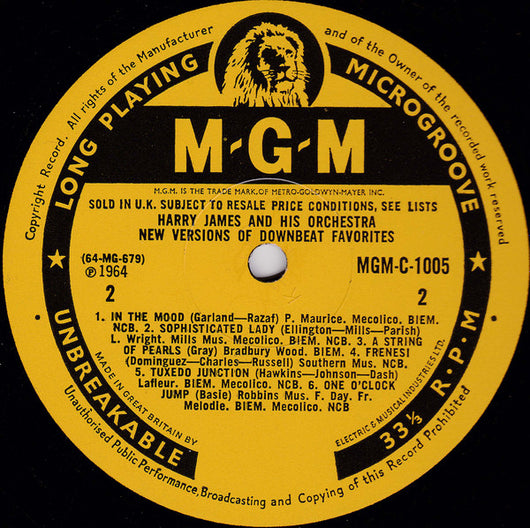 Copyright Record. All rights of the Manufacturer and of the Owner of the recorded work reserved
LONG PLAYING MICROGROOVE
M-G-M
M.G.M. IS THE TRADE MARK, OF METRO-GOLDWYN-MAYER INC.
SOLD IN U.K. SUBJECT TO RESALE PRICE CONDITIONS, SEE LISTS
HARRY JAMES AND HIS ORCHESTRA
NEW VERSIONS OF DOWNBEAT FAVORITES
(64-MG-679)
℗ 1964
MGM-C-1005
2
2
1. IN THE MOOD (Garland—Razaf) P. Maurice. Mecolico. BIEM.
NCB. 2. SOPHISTICATED LADY (Ellington—Mills—Parish)
L. Wright. Mills Mus. Mecolico. BIEM. NCB. 3. A STRING
OF PEARLS (Gray) Bradbury Wood. BIEM. 4. FRENESI
(Dominguez—Charles—Russell) Southern Mus. NCB.
5. TUXEDO JUNCTION (Hawkins—Johnson—Dash)
Lafleur. BIEM. Mecolico. NCB. 6. ONE O'CLOCK
JUMP (Basie) Robbins Mus. F. Day. Fr.
Melodie. BIEM. Mecolico. NCB
MADE IN GREAT BRITAIN BY
ELECTRIC & MUSICAL INDUSTRIES LTD.
UNBREAKABLE
33⅓ R·P·M
Unauthorised Public Performance, Broadcasting and Copying of this Record Prohibited